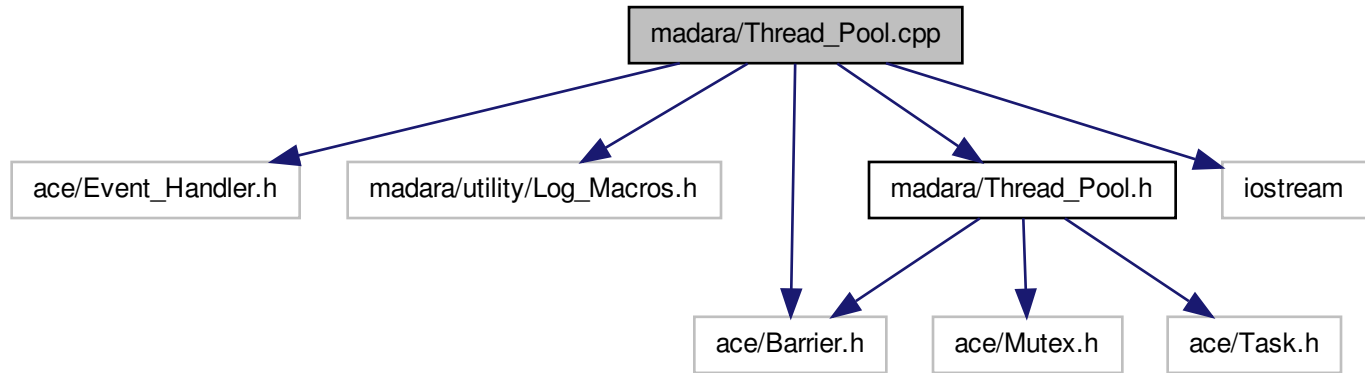 madara/Thread_Pool.cpp
ace/Event_Handler.h
madara/utility/Log_Macros.h
madara/Thread_Pool.h
iostream
ace/Barrier.h
ace/Mutex.h
ace/Task.h